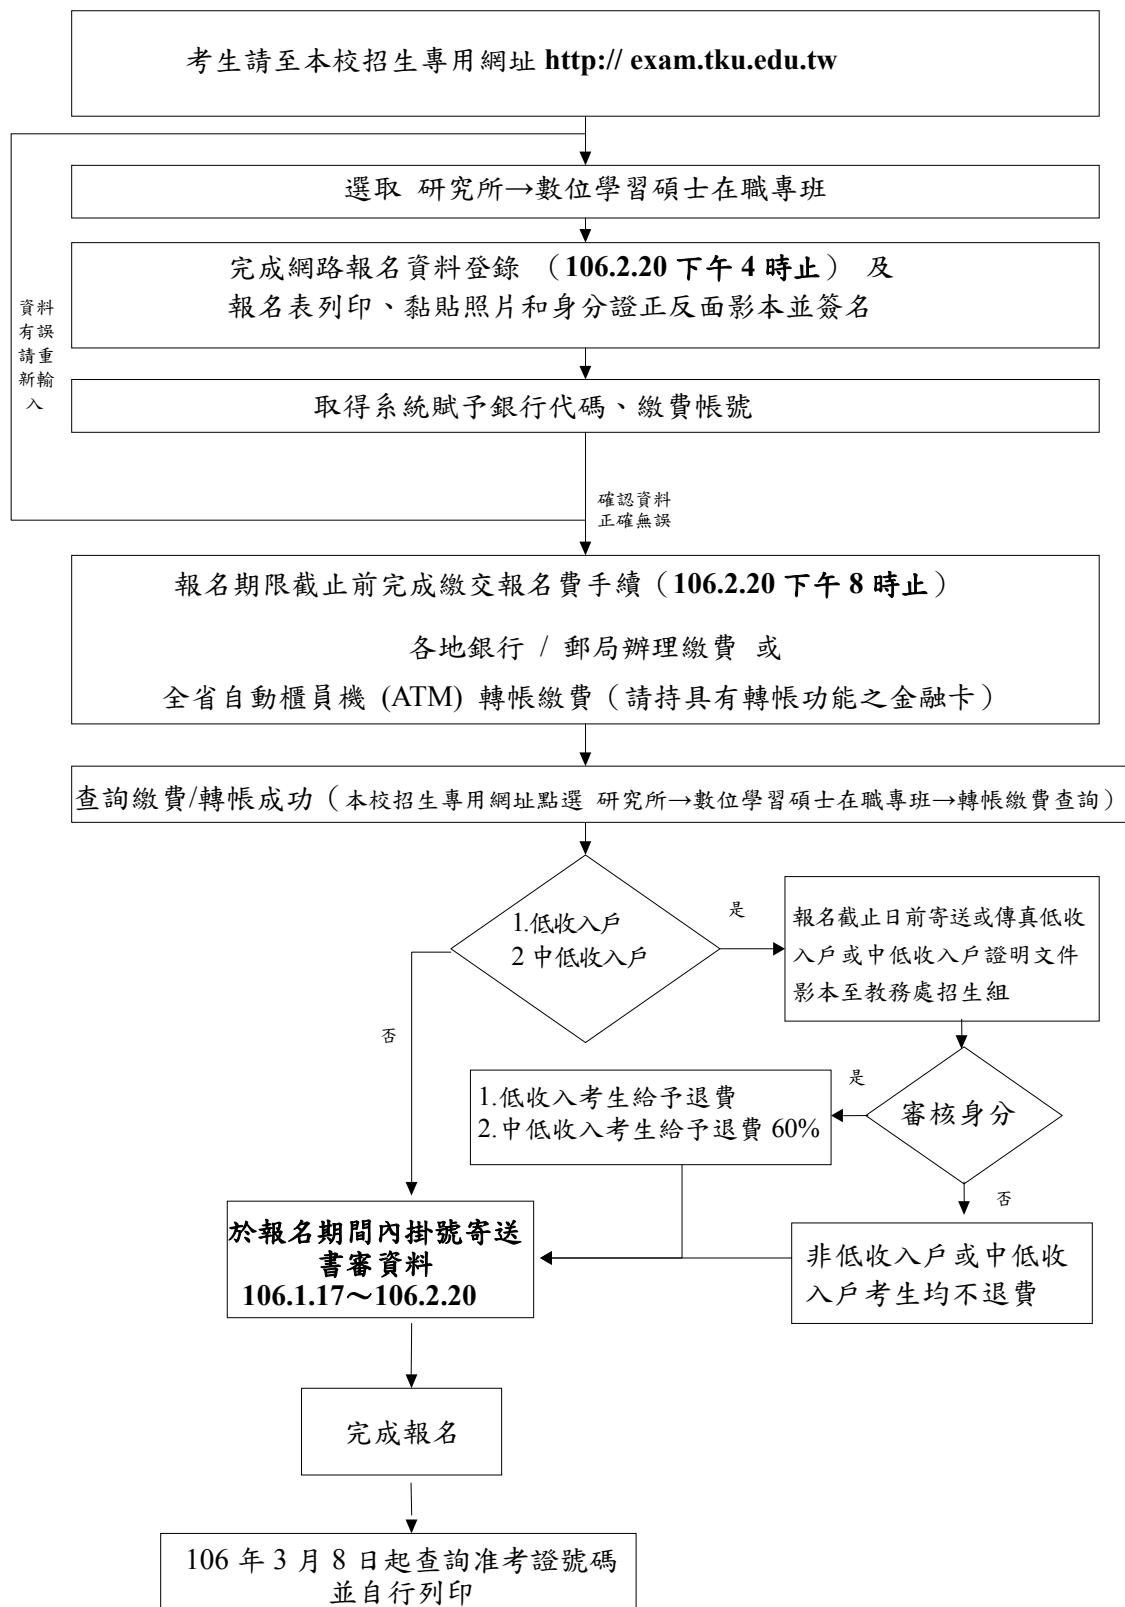 考生請至本校招生專用網址 http:// exam.tku.edu.tw
選取 研究所→數位學習碩士在職專班
完成網路報名資料登錄 （106.2.20 下午 4 時止） 及
報名表列印、黏貼照片和身分證正反面影本並簽名
資料
有誤
請重
新輸
入
取得系統賦予銀行代碼、繳費帳號
確認資料
正確無誤
報名期限截止前完成繳交報名費手續（106.2.20 下午 8 時止）
各地銀行 / 郵局辦理繳費 或
全省自動櫃員機 (ATM) 轉帳繳費（請持具有轉帳功能之金融卡）
查詢繳費/轉帳成功（本校招生專用網址點選 研究所→數位學習碩士在職專班→轉帳繳費查詢）
1.低收入戶
2 中低收入戶
是
報名截止日前寄送或傳真低收
入戶或中低收入戶證明文件
影本至教務處招生組
否
審核身分
是
1.低收入考生給予退費
2.中低收入考生給予退費 60%
否
非低收入戶或中低收
入戶考生均不退費
於報名期間內掛號寄送
書審資料
106.1.17～106.2.20
完成報名
106 年 3 月 8 日起查詢准考證號碼
並自行列印